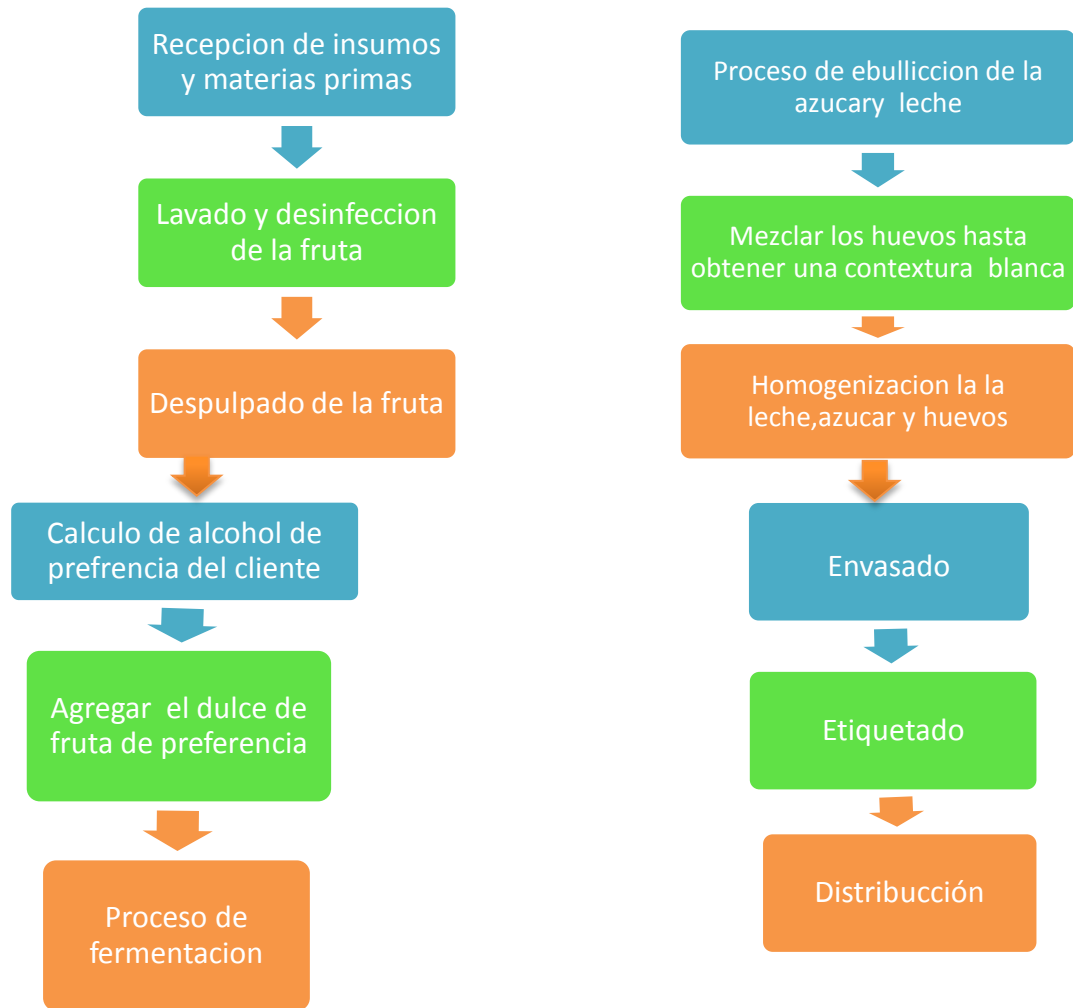 Recepcion de insumos
y materias primas
Lavado y desinfeccion
de la fruta
Despulpado de la fruta
Calculo de alcohol de
prefrencia del cliente
Agregar el dulce de
fruta de preferencia
Proceso de
fermentacion
Proceso de ebulliccion de la
azucary leche
Mezclar los huevos hasta
obtener una contextura blanca
Homogenizacion la la
leche,azucar y huevos
Envasado
Etiquetado
Distribucción